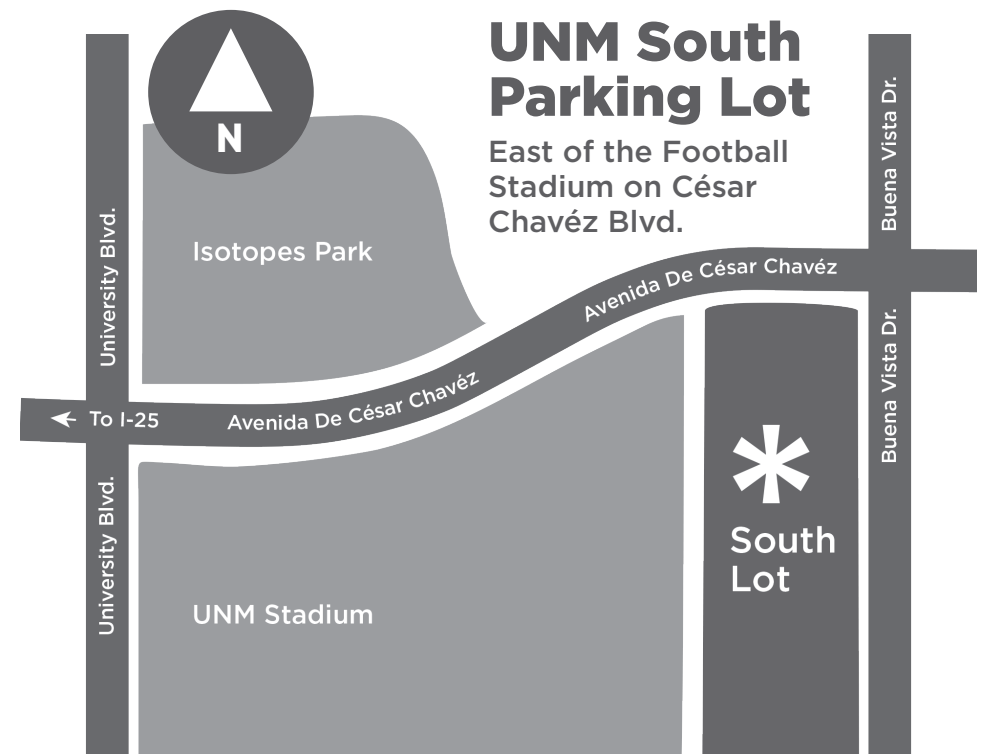 UNM South
Parking Lot
East of the Football
Stadium on César
Chavéz Blvd.
N
Buena Vista Dr.
University Blvd.
Isotopes Park
Avenida De César Chavéz
Buena Vista Dr.
Avenida De César Chavéz
To I-25
University Blvd.
South
Lot
UNM Stadium